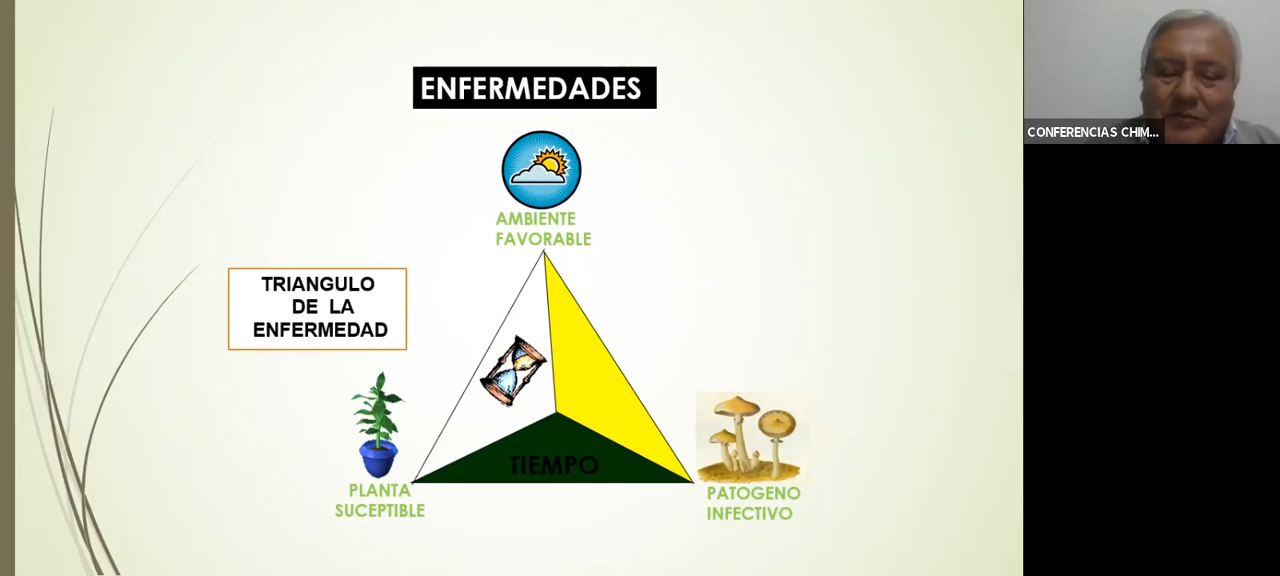 ENFERMEDADES
CONFERENCIAS CHIM...
AMBIENTE
FAVORABLE
TRIANGULO
DE LA
ENFERMEDAD
TIEMPO
PLANTA
SUCEPTIBLE
PATOGENO
INFECTIVO